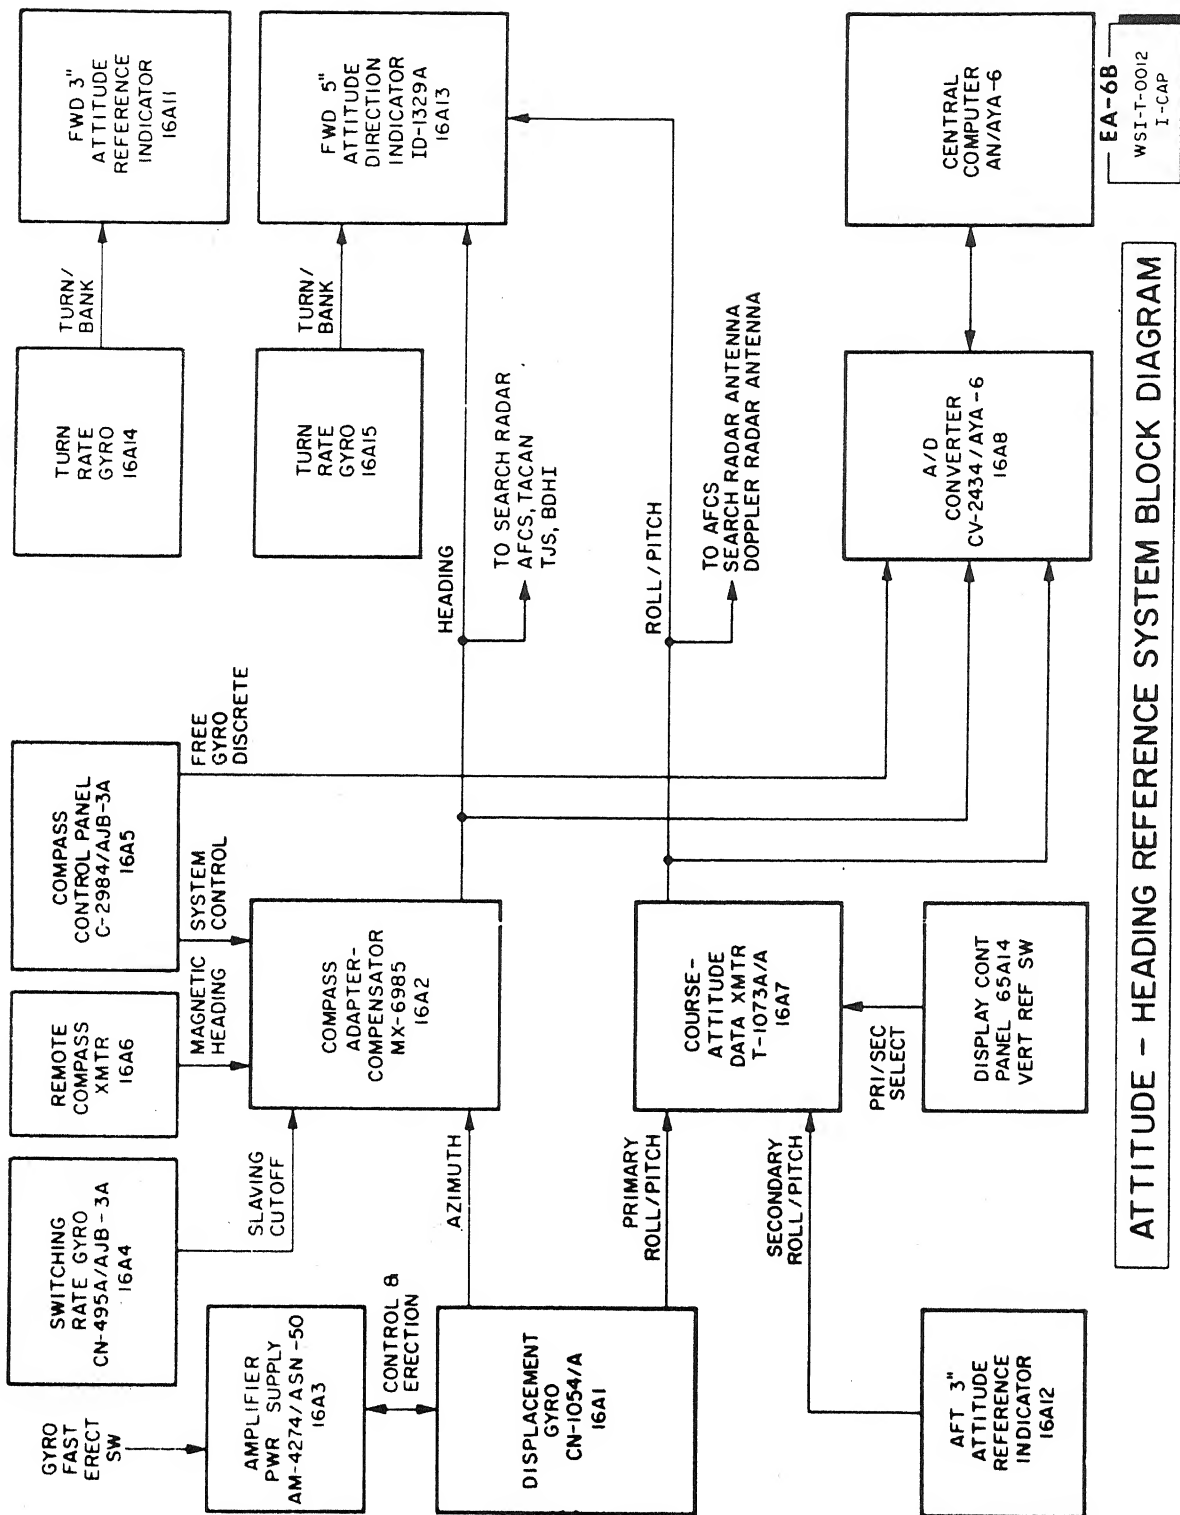 GYRO
FAST
ERECT
SW
AMPLIFIER
PWR SUPPLY
AM-4274/ASN-50
16A3
CONTROL &
ERECTION
DISPLACEMENT
GYRO
CN-1054/A
16A1
AFT 3"
ATTITUDE
REFERENCE
INDICATOR
16A12
SWITCHING
RATE GYRO
CN-495A/AJB-3A
16A4
SLAVING
CUTOFF
AZIMUTH
PRIMARY
ROLL/PITCH
SECONDARY
ROLL/PITCH
REMOTE
COMPASS
XMTR
16A6
MAGNETIC
HEADING
COMPASS
CONTROL PANEL
C-2984/AJB-3A
16A5
SYSTEM
CONTROL
FREE
GYRO
DISCRETE
COMPASS
ADAPTER-
COMPENSATOR
MX-6985
16A2
COURSE-
ATTITUDE
DATA XMTR
T-1073A/A
16A7
PRI/SEC
SELECT
DISPLAY CONT
PANEL 65A14
VERT REF SW
TURN
RATE
GYRO
16A14
TURN/
BANK
FWD 3"
ATTITUDE
REFERENCE
INDICATOR
16A11
TURN
RATE
GYRO
16A15
TURN/
BANK
FWD 5"
ATTITUDE
DIRECTION
INDICATOR
ID-1329A
16A13
HEADING
TO SEARCH RADAR
AFCS, TACAN
TJS, BDHI
ROLL/PITCH
TO AFCS
SEARCH RADAR ANTENNA
DOPPLER RADAR ANTENNA
A/D
CONVERTER
CV-2434/AYA-6
16A8
CENTRAL
COMPUTER
AN/AYA-6
EA-6B
WSI-T-0012
I-CAP
ATTITUDE - HEADING REFERENCE SYSTEM BLOCK DIAGRAM